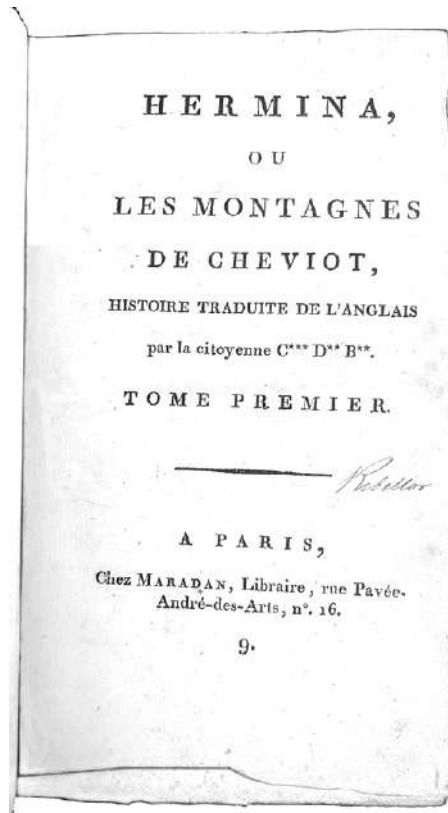 HERMINA,
OU
LES MONTAGNES
DE CHEVIOT,
HISTOIRE TRADUITE DE L'ANGLAIS
par la citoyenne C*** D** B**.
TOME PREMIER.
A PARIS,
Chez MARADAN, Libraire, rue Pavée-
André-des-Arts, n°. 16.
9.